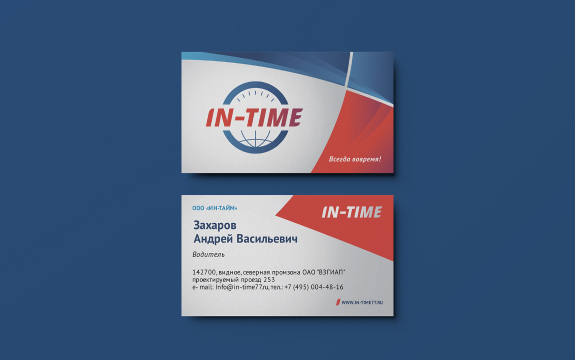 IN-TIME
Всегда вовремя!
ООО «ИН-ТАЙМ»
IN-TIME
Захаров
Андрей Васильевич
Водитель
142700, видное, северная промзона ОАО "ВЗГИАП"
проектируемый проезд 253
e- mail: Info@in-time77.ru, тел.: +7 (495) 004-48-16
WWW.IN-TIME77.RU